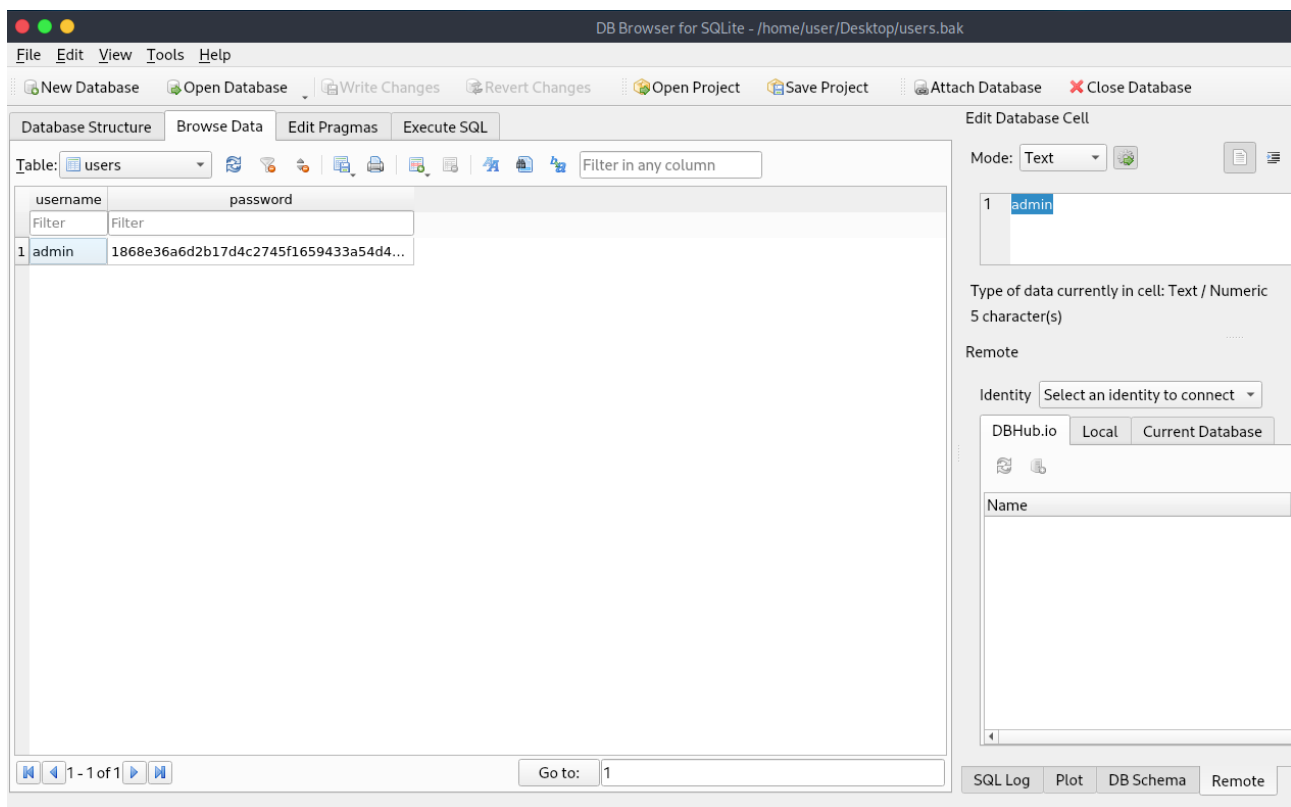 DB Browser for SQLite - /home/user/Desktop/users.bak
File Edit View Tools Help
New Database Open Database Write Changes Revert Changes Open Project Save Project Attach Database Close Database
Database Structure Browse Data Edit Pragmas Execute SQL
Table: users Filter in any column
username password
Filter Filter
1 admin 1868e36a6d2b17d4c2745f1659433a54d4...
1 - 1 of 1 Go to: 1
Edit Database Cell
Mode: Text
1 admin
Type of data currently in cell: Text / Numeric
5 character(s)
Remote
Identity Select an identity to connect
DBHub.io Local Current Database
Name
SQL Log Plot DB Schema Remote